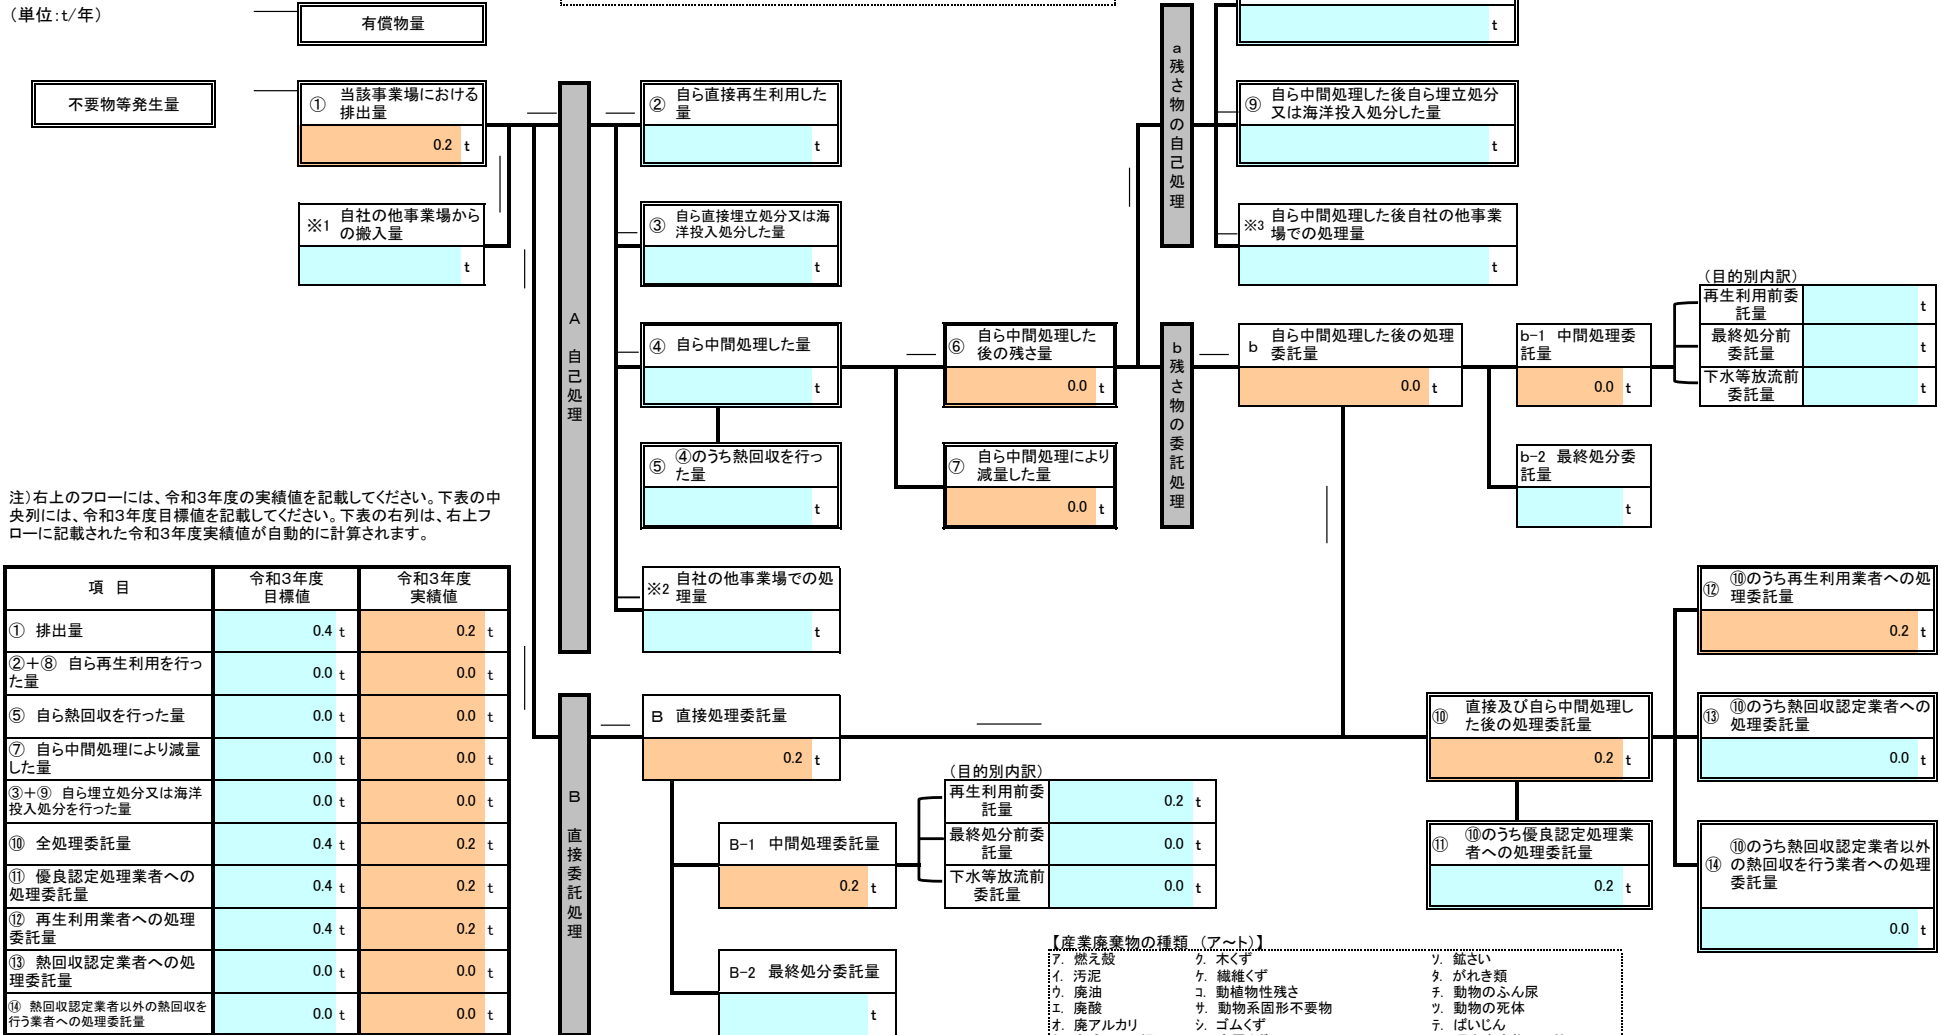 （単位：t/年）
有償物量
t
不要物等発生量
① 当該事業場における
排出量
0.2 t
※1 自社の他事業場から
の搬入量
t
A 自己処理
② 自ら直接再生利用した
量
t
③ 自ら直接埋立処分又は海
洋投入処分した量
t
④ 自ら中間処理した量
t
⑤ ④のうち熱回収を行っ
た量
t
※2 自社の他事業場での処
理量
t
⑥ 自ら中間処理した
後の残さ量
0.0 t
⑦ 自ら中間処理により
減量した量
0.0 t
a 残さ物の自己処理
⑨ 自ら中間処理した後自ら埋立処分
又は海洋投入処分した量
t
※3 自ら中間処理した後自社の他事業
場での処理量
t
b 残さ物の委託処理
b 自ら中間処理した後の処理
委託量
0.0 t
b-1 中間処理委
託量
0.0 t
b-2 最終処分委
託量
t
（目的別内訳）
再生利用前委
託量
t
最終処分前
委託量
t
下水等放流前
委託量
t
注）右上のフローには、令和3年度の実績値を記載してください。下表の中
央列には、令和3年度目標値を記載してください。下表の右列は、右上フ
ローに記載された令和3年度実績値が自動的に計算されます。
項 目 令和3年度 目標値 令和3年度 実績値
① 排出量 0.4 t 0.2 t
②＋⑧ 自ら再生利用を行っ
た量 0.0 t 0.0 t
⑤ 自ら熱回収を行った量 0.0 t 0.0 t
⑦ 自ら中間処理により減量
した量 0.0 t 0.0 t
③＋⑨ 自ら埋立処分又は海洋
投入処分を行った量 0.0 t 0.0 t
⑩ 全処理委託量 0.4 t 0.2 t
⑪ 優良認定処理業者への
処理委託量 0.4 t 0.2 t
⑫ 再生利用業者への処理
委託量 0.4 t 0.2 t
⑬ 熱回収認定業者への処
理委託量 0.0 t 0.0 t
⑭ 熱回収認定業者以外の熱回収を
行う業者への処理委託量 0.0 t 0.0 t
B 直接委託処理
B 直接処理委託量
0.2 t
B-1 中間処理委託量
0.2 t
B-2 最終処分委託量
t
（目的別内訳）
再生利用前委
託量
0.2 t
最終処分前委
託量
0.0 t
下水等放流前
委託量
0.0 t
⑩ 直接及び自ら中間処理し
た後の処理委託量
0.2 t
⑪ ⑩のうち優良認定処理業
者への処理委託量
0.2 t
⑫ ⑩のうち再生利用業者への処
理委託量
0.2 t
⑬ ⑩のうち熱回収認定業者への
処理委託量
0.0 t
⑭ ⑩のうち熱回収認定業者以外
の熱回収を行う業者への処理
委託量
0.0 t
【産業廃棄物の種類 （ア～ト）】
ア. 燃え殻 ク. 木くず ソ. 鉱さい
イ. 汚泥 ケ. 繊維くず タ. がれき類
ウ. 廃油 コ. 動植物性残さ チ. 動物のふん尿
エ. 廃酸 サ. 動物系固形不要物 ツ. 動物の死体
オ. 廃アルカリ シ. ゴムくず テ. ばいじん